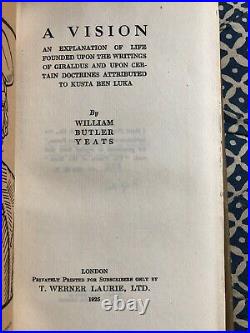 A VISION
AN EXPLANATION OF LIFE
FOUNDED UPON THE WRITINGS
OF GIRALDUS AND UPON CER-
TAIN DOCTRINES ATTRIBUTED
TO KUSTA BEN LUKA
By
WILLIAM
BUTLER
YEATS
LONDON
PRIVATELY PRINTED FOR SUBSCRIBERS ONLY BY
T. WERNER LAURIE, LTD.
1925